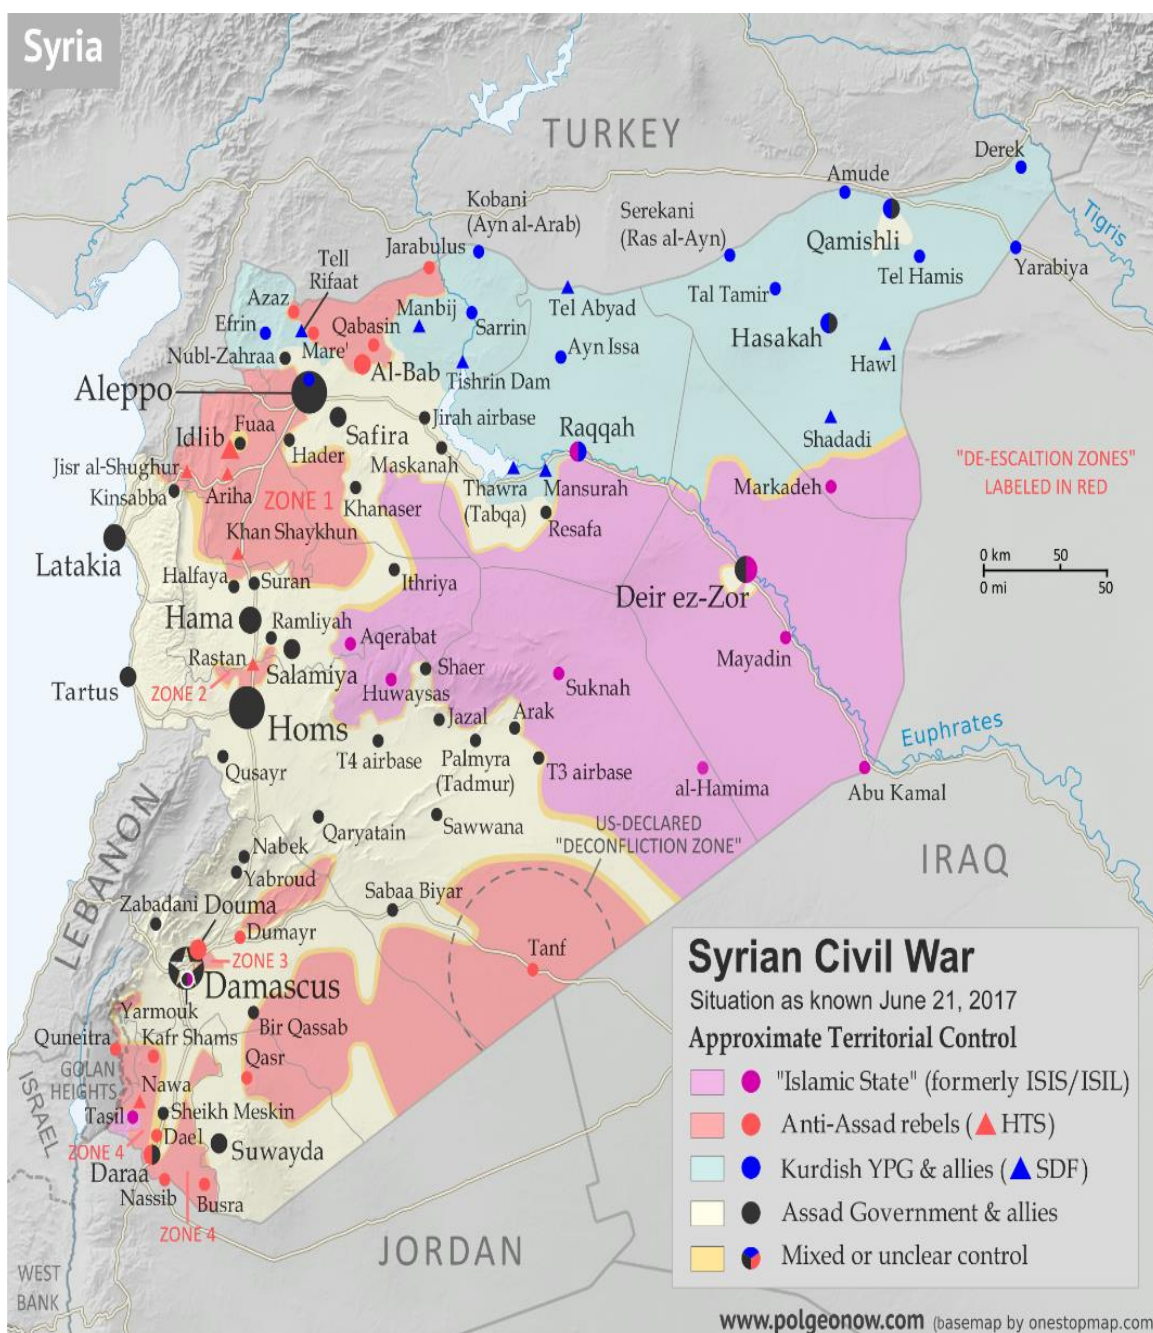 Syria
TURKEY
Derek
Amude
Kobani
(Ayn al-Arab)
Serekani
(Ras al-Ayn)
Tigris
Qamishli
Jarabulus
Tell
Rifaat
Tel Hamis
Yarabiya
Azaz
Manbij
Tel Abyad
Tal Tamir
Efrin
Qabasin
Sarrin
Hasakah
Mare'
Nubl-Zahraa
Ayn Issa
Hawl
Al-Bab
Tishrin Dam
Aleppo
Jirah airbase
Fuaa
Safira
Raqqah
Shadadi
Idlib
Hader
Maskanah
"DE-ESCALTION ZONES"
LABELED IN RED
Jisr al-Shughur
Ariha
Thawra
(Tabqa)
Mansurah
Markadeh
Kinsabba
ZONE 1
Khanaser
Resafa
Khan Shaykhun
0 km 50
0 mi 50
Latakia
Halfaya
Suran
Ithriya
Deir ez-Zor
Hama
Ramliyah
Aqerabat
Rastan
Salamiya
Shaer
Mayadin
Tartus
ZONE 2
Huwaysas
Suknah
Homs
Jazal
Arak
Euphrates
T4 airbase
Palmyra
(Tadmur)
T3 airbase
Qusayr
al-Hamima
Abu Kamal
LEBANON
Qaryatain
Sawwana
US-DECLARED
"DECONFLICTION ZONE"
IRAQ
Nabek
Yabroud
Sabaa Biyar
Zabadani
Douma
Dumayr
Tanf
ZONE 3
Damascus
Yarmouk
Bir Qassab
Quneitra
Kafr Shams
GOLAN
HEIGHTS
Qasr
Nawa
ISRAEL
Tasil
Sheikh Meskin
Dael
Suwayda
ZONE 4
Daraa
Nassib
Busra
ZONE 4
JORDAN
WEST
BANK
Syrian Civil War
Situation as known June 21, 2017
Approximate Territorial Control
"Islamic State" (formerly ISIS/ISIL)
Anti-Assad rebels (▲ HTS)
Kurdish YPG & allies (▲ SDF)
Assad Government & allies
Mixed or unclear control
www.polgeonow.com (basemap by onestopmap.com